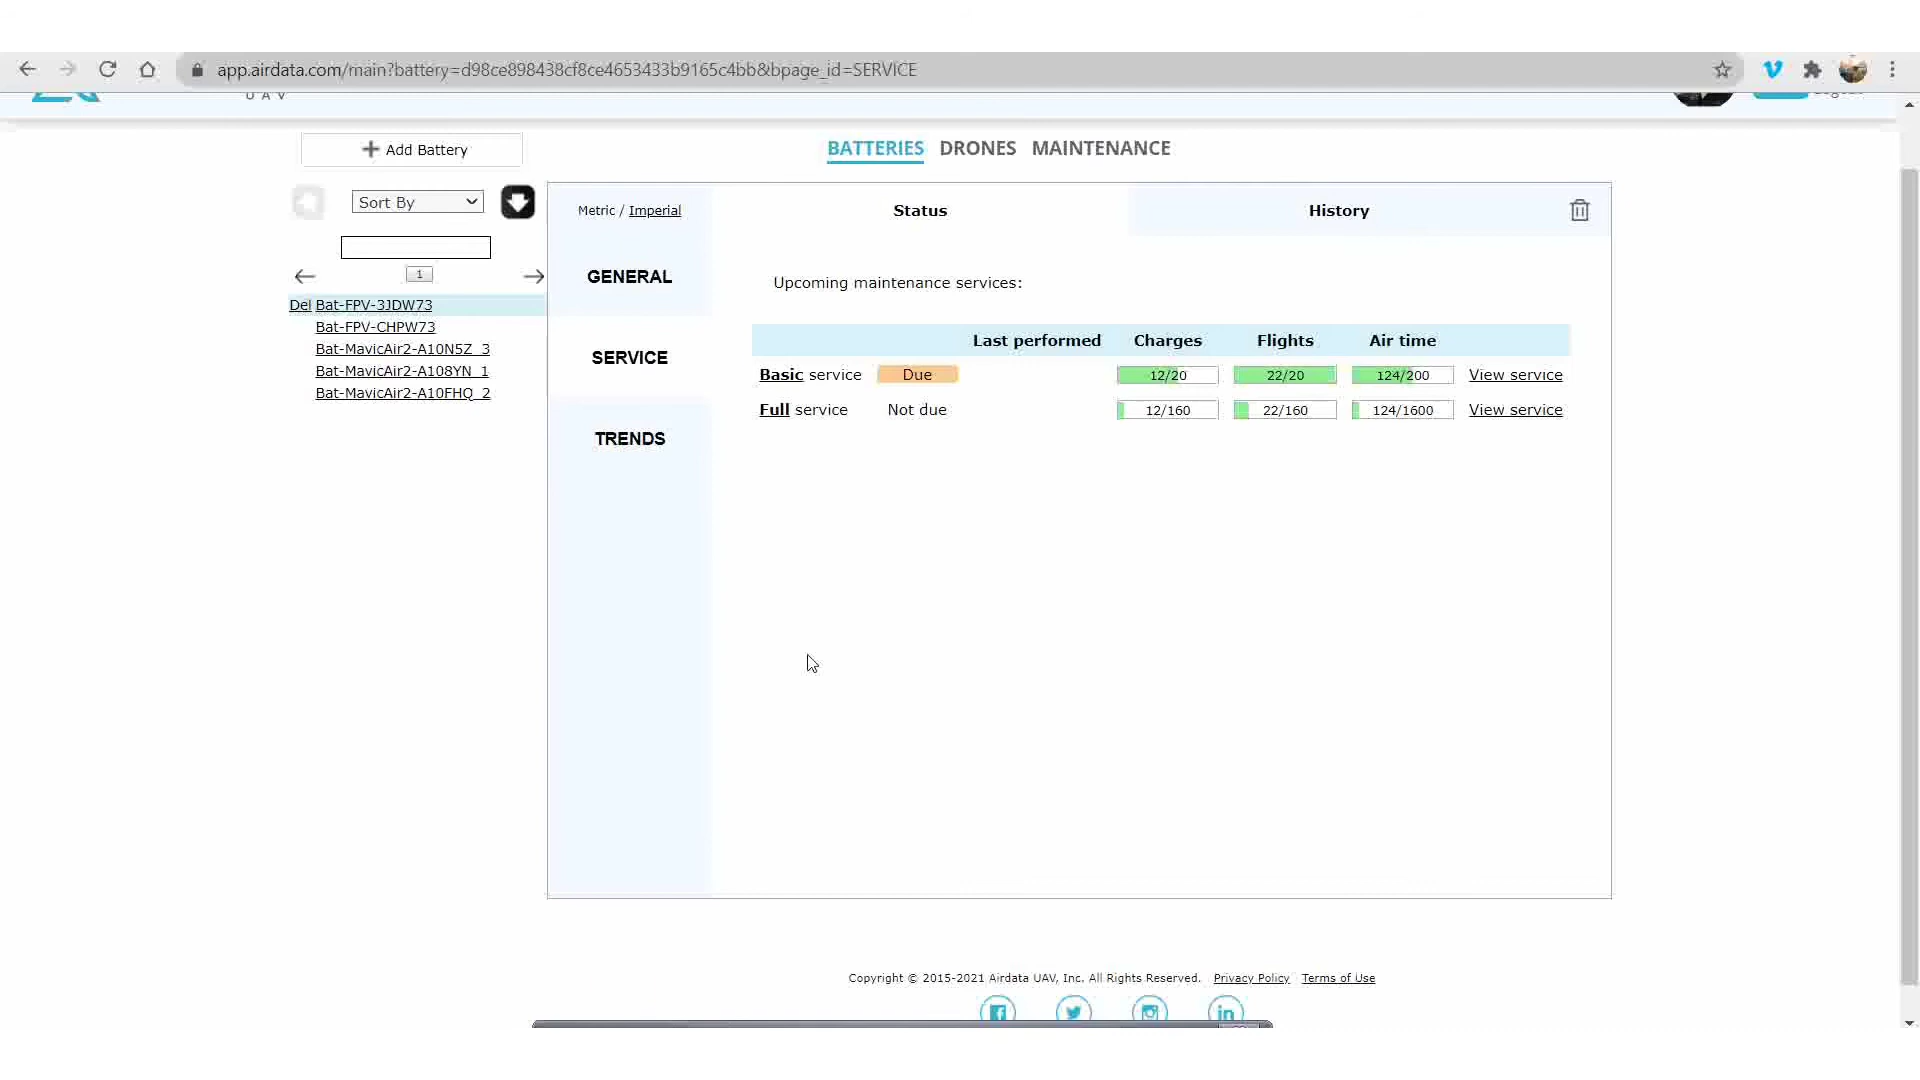 app.airdata.com/main?battery=d98ce898438cf8ce4653433b9165c4bb&bpage_id=SERVICE
UAV
Add Battery
BATTERIES DRONES MAINTENANCE
Sort By
Metric / Imperial
Status
History
1
GENERAL
Upcoming maintenance services:
Del Bat-FPV-3JDW73
Bat-FPV-CHPW73
Bat-MavicAir2-A10N5Z_3
Bat-MavicAir2-A108YN_1
Bat-MavicAir2-A10FHQ_2
SERVICE
TRENDS
Last performed Charges Flights Air time
Basic service Due 12/20 22/20 124/200 View service
Full service Not due 12/160 22/160 124/1600 View service
Copyright © 2015-2021 Airdata UAV, Inc. All Rights Reserved. Privacy Policy Terms of Use